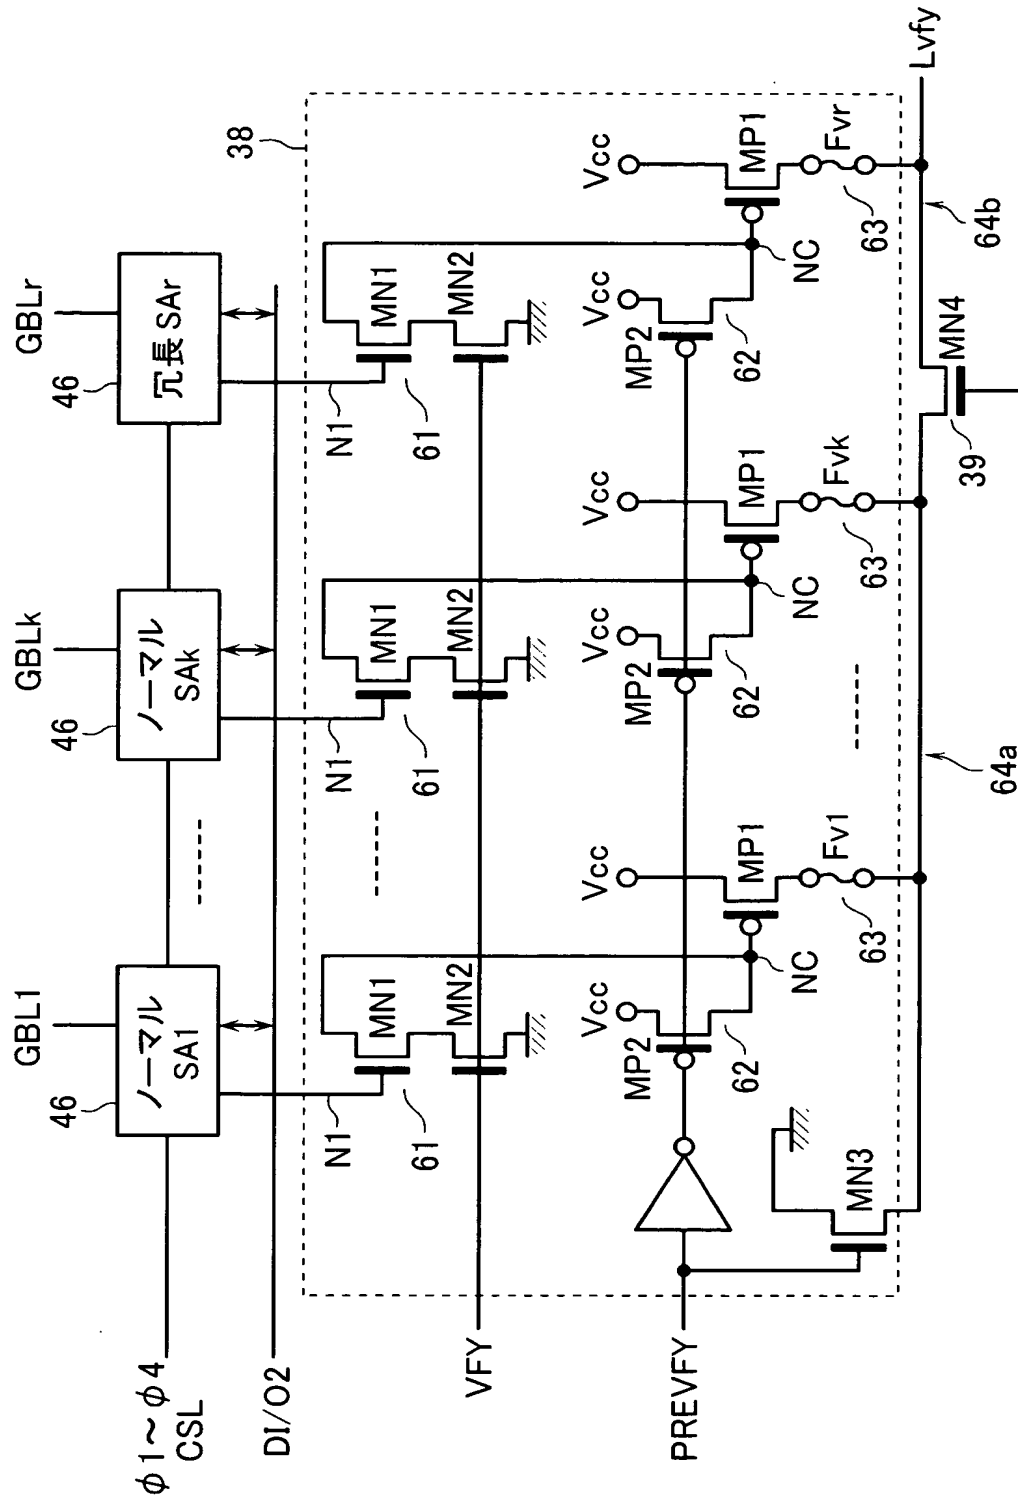 GBL1
GBLk
GBLr
46
46
46
ノーマル
SA1
ノーマル
SAk
冗長 SAr
φ1～φ4
CSL
DI/O2
38
N1
MN1
N1
MN1
N1
MN1
61
MN2
61
MN2
61
MN2
VFY
Vcc
Vcc
Vcc
Vcc
Vcc
Vcc
MP2
MP2
MP2
62
62
62
PREVFY
MP1
MP1
MP1
NC
NC
NC
MN3
63
Fv1
63
Fvk
63
Fvr
Lvfy
64a
39
MN4
64b